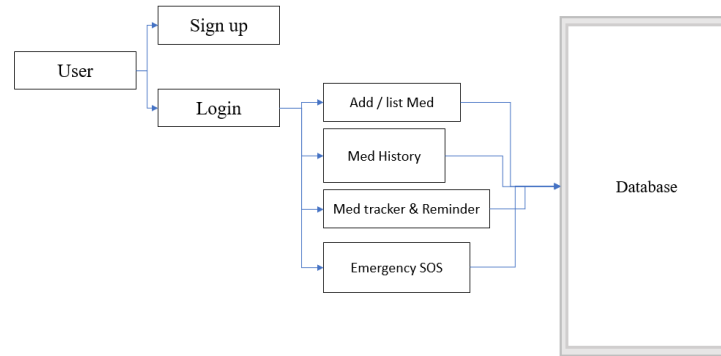 Sign up
User
Login
Add / list Med
Med History
Med tracker & Reminder
Emergency SOS
Database